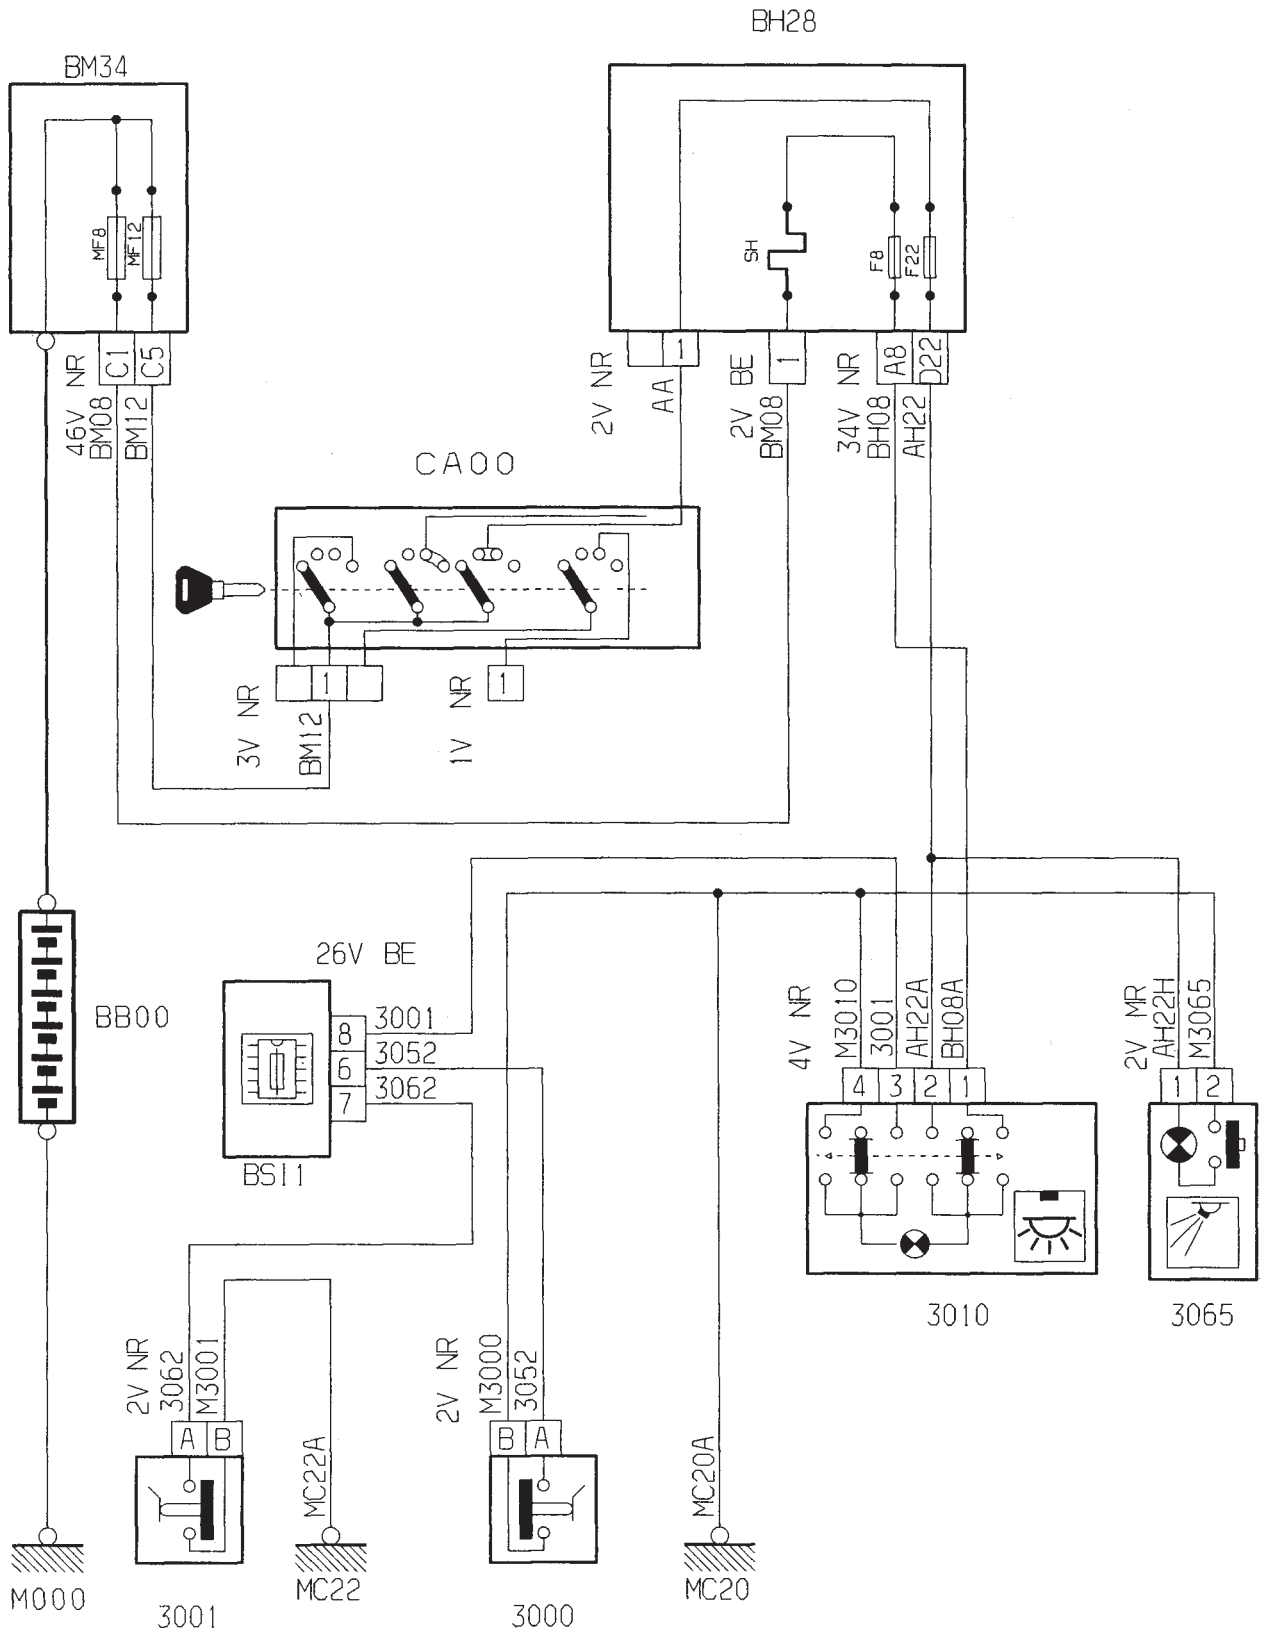 BH28
BM34
MF8
MF12
SH
F8
F22
C1
C5
1
1
A8
D22
46V NR
BM08
BM12
2V NR
AA
2V BE
BM08
34V NR
BH08
AH22
CA00
1
1
3V NR
BM12
1V NR
26V BE
BB00
8
3001
6
3052
7
3062
BSI1
4V NR
M3010
3001
AH22A
BH08A
2V MR
AH22H
M3065
4
3
2
1
1
2
3010
3065
2V NR
3062
M3001
MC22A
2V NR
M3000
3052
MC20A
A
B
B
A
M000
3001
MC22
3000
MC20